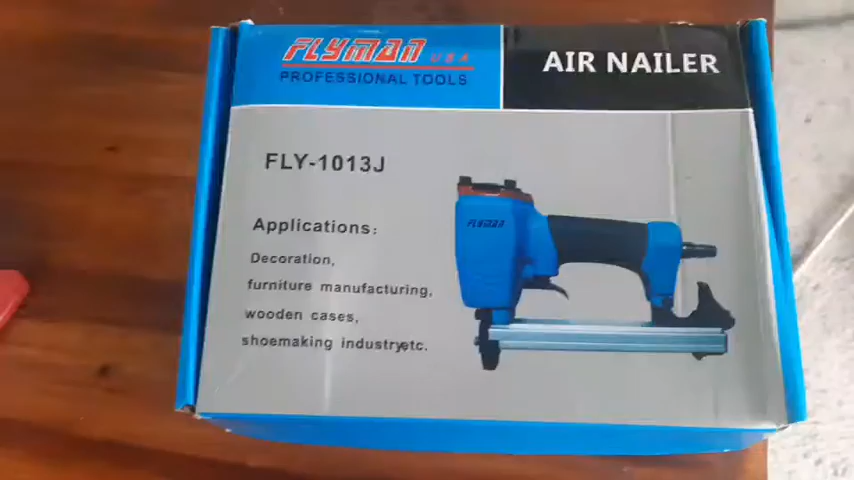 FLYMAN USA
PROFESSIONAL TOOLS
AIR NAILER
FLY-1013J
Applications:
Decoration,
furniture manufacturing,
wooden cases,
shoemaking industryetc.
FLYMAN